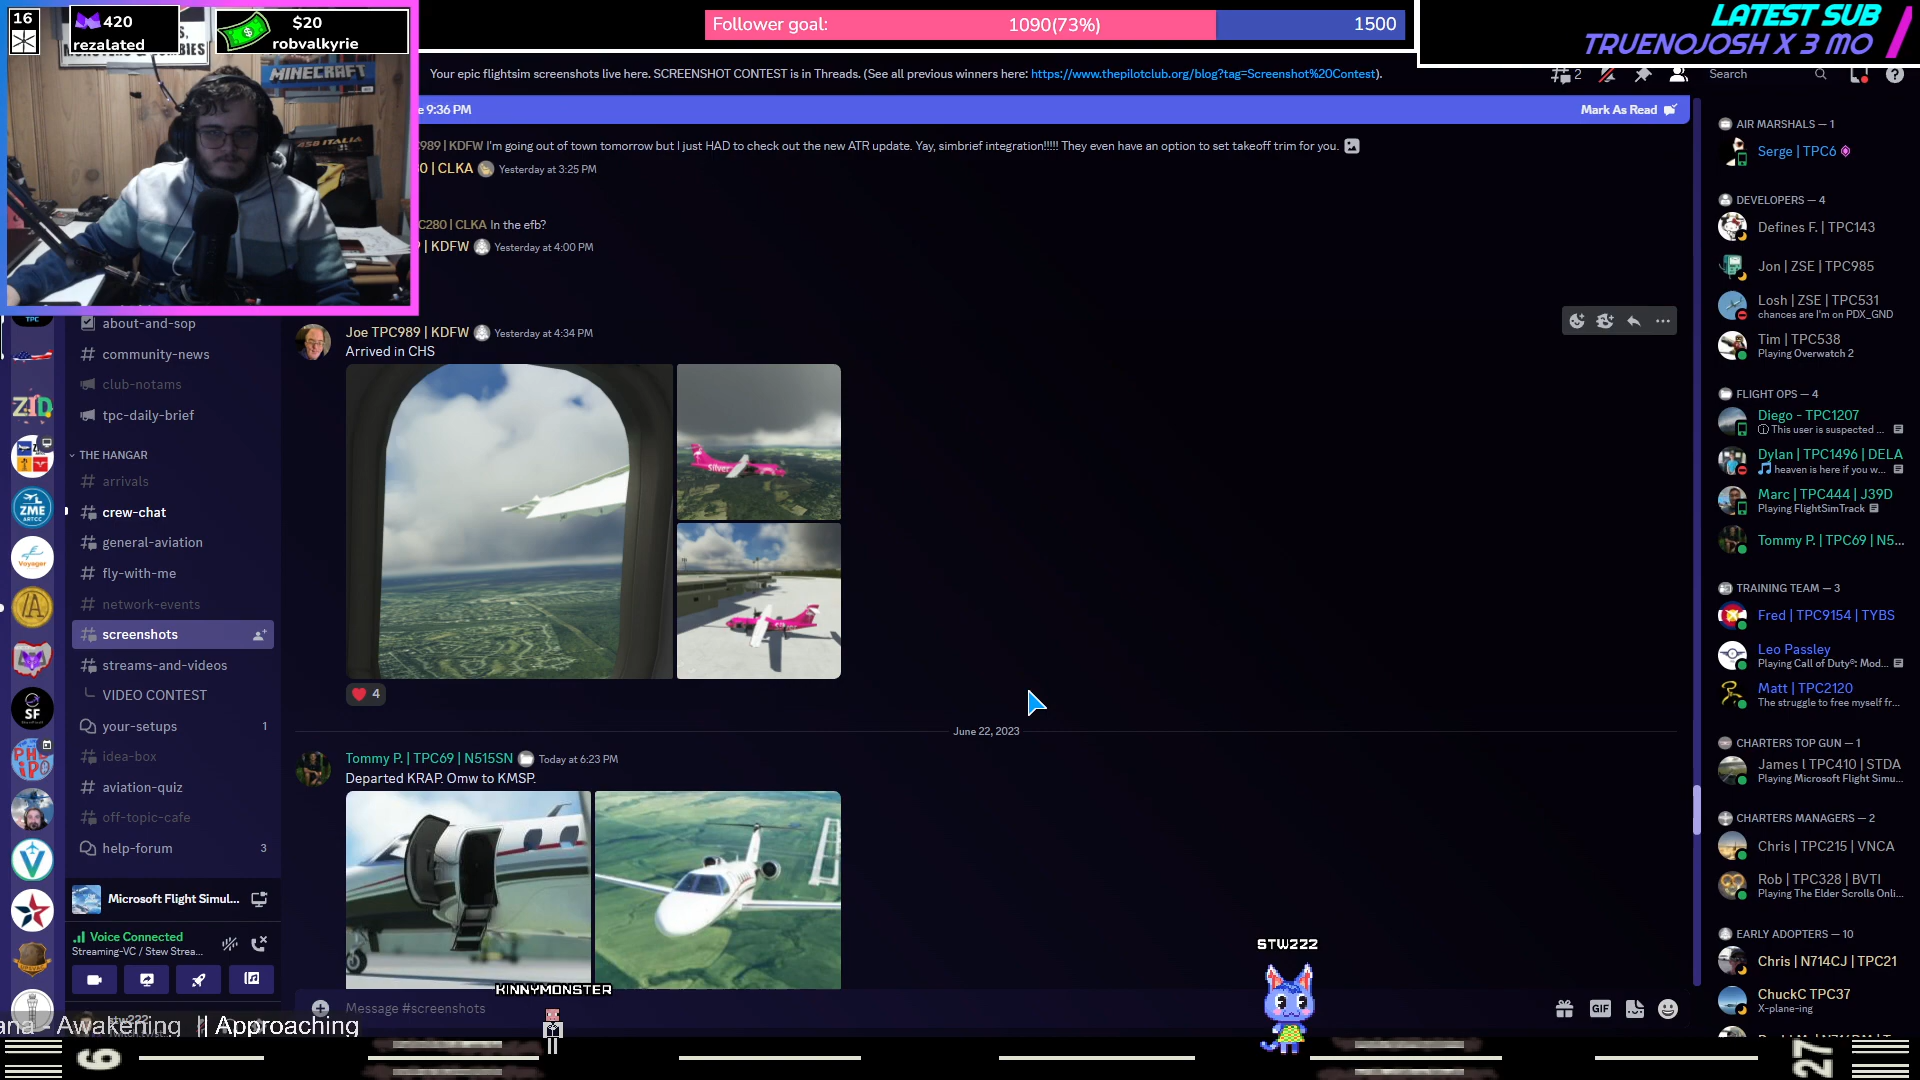 16
420
rezalated
$20
robvalkyrie
MINECRAFT
458 ITALIA
Follower goal:
1090(73%)
1500
LATEST SUB
TRUENOJOSH X 3 MO
Your epic flightsim screenshots live here. SCREENSHOT CONTEST is in Threads. (See all previous winners here: https://www.thepilotclub.org/blog?tag=Screenshot%20Contest).
2
Search
9:36 PM
Mark As Read
989 | KDFW I'm going out of town tomorrow but I just HAD to check out the new ATR update. Yay, simbrief integration!!!!! They even have an option to set takeoff trim for you.
| CLKA Yesterday at 3:25 PM
C280 | CLKA In the efb?
| KDFW Yesterday at 4:00 PM
Joe TPC989 | KDFW Yesterday at 4:34 PM
Arrived in CHS
Silver
4
June 22, 2023
Tommy P. | TPC69 | N515SN Today at 6:23 PM
Departed KRAP. Omw to KMSP.
Message #screenshots
GIF
TPC
ZID
ZME
ARTCC
Voyager
SF
about-and-sop
community-news
club-notams
tpc-daily-brief
THE HANGAR
arrivals
crew-chat
general-aviation
fly-with-me
network-events
screenshots
streams-and-videos
VIDEO CONTEST
your-setups 1
idea-box
aviation-quiz
off-topic-cafe
help-forum 3
Microsoft Flight Simul...
Voice Connected
Streaming-VC / Stew Strea...
stw222
AIR MARSHALS — 1
Serge | TPC6
DEVELOPERS — 4
Defines F. | TPC143
Jon | ZSE | TPC985
Losh | ZSE | TPC531
chances are I'm on PDX_GND
Tim | TPC538
Playing Overwatch 2
FLIGHT OPS — 4
Diego - TPC1207
This user is suspected ...
Dylan | TPC1496 | DELA
heaven is here if you w...
Marc | TPC444 | J39D
Playing FlightSimTrack
Tommy P. | TPC69 | N5...
TRAINING TEAM — 3
Fred | TPC9154 | TYBS
Leo Passley
Playing Call of Duty®: Mod...
Matt | TPC2120
The struggle to free myself fr...
CHARTERS TOP GUN — 1
James l TPC410 | STDA
Playing Microsoft Flight Simu...
CHARTERS MANAGERS — 2
Chris | TPC215 | VNCA
Rob | TPC328 | BVTI
Playing The Elder Scrolls Onli...
EARLY ADOPTERS — 10
Chris | N714CJ | TPC21
ChuckC TPC37
X-plane-ing
STW222
KINNYMONSTER
ana - Awakening || Approaching
9
27